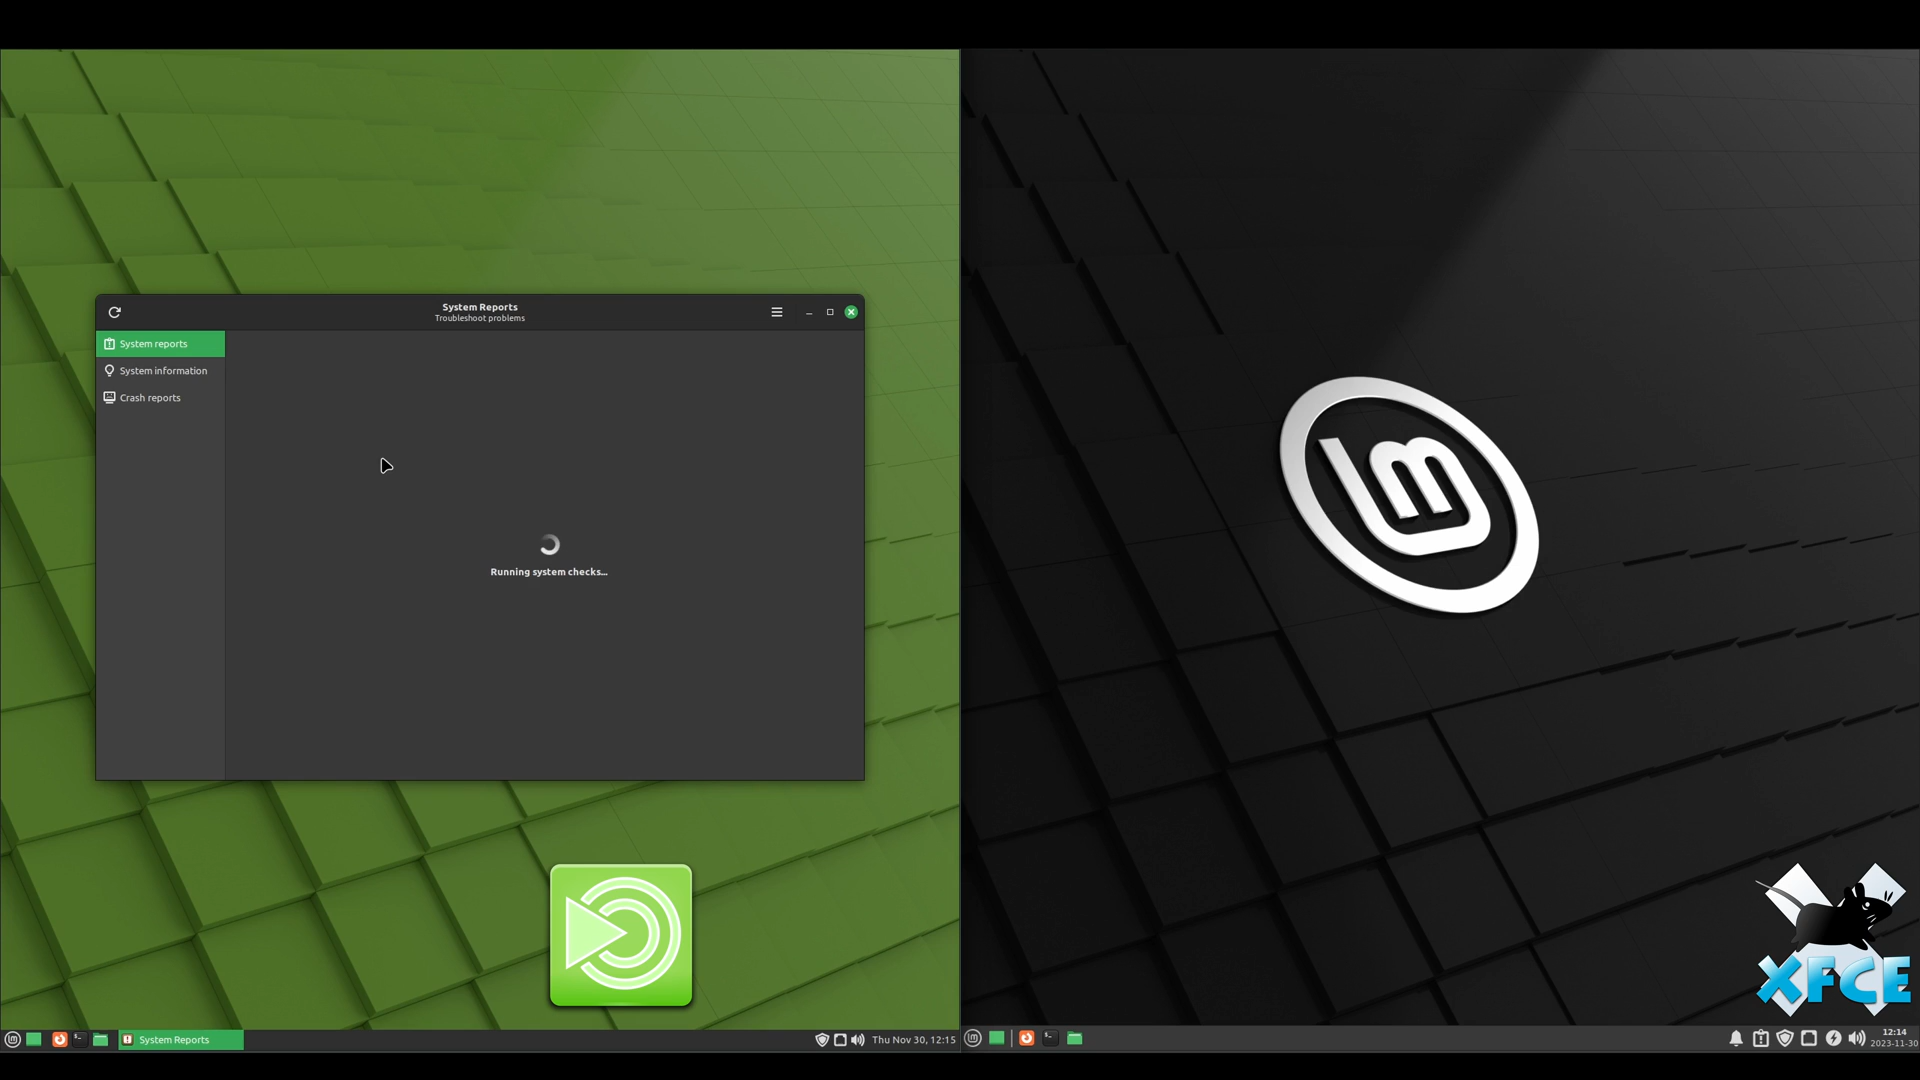 System Reports
Troubleshoot problems
System reports
System information
Crash reports
Running system checks...
lm
XFCE
System Reports
Thu Nov 30, 12:15
12:14
2023-11-30